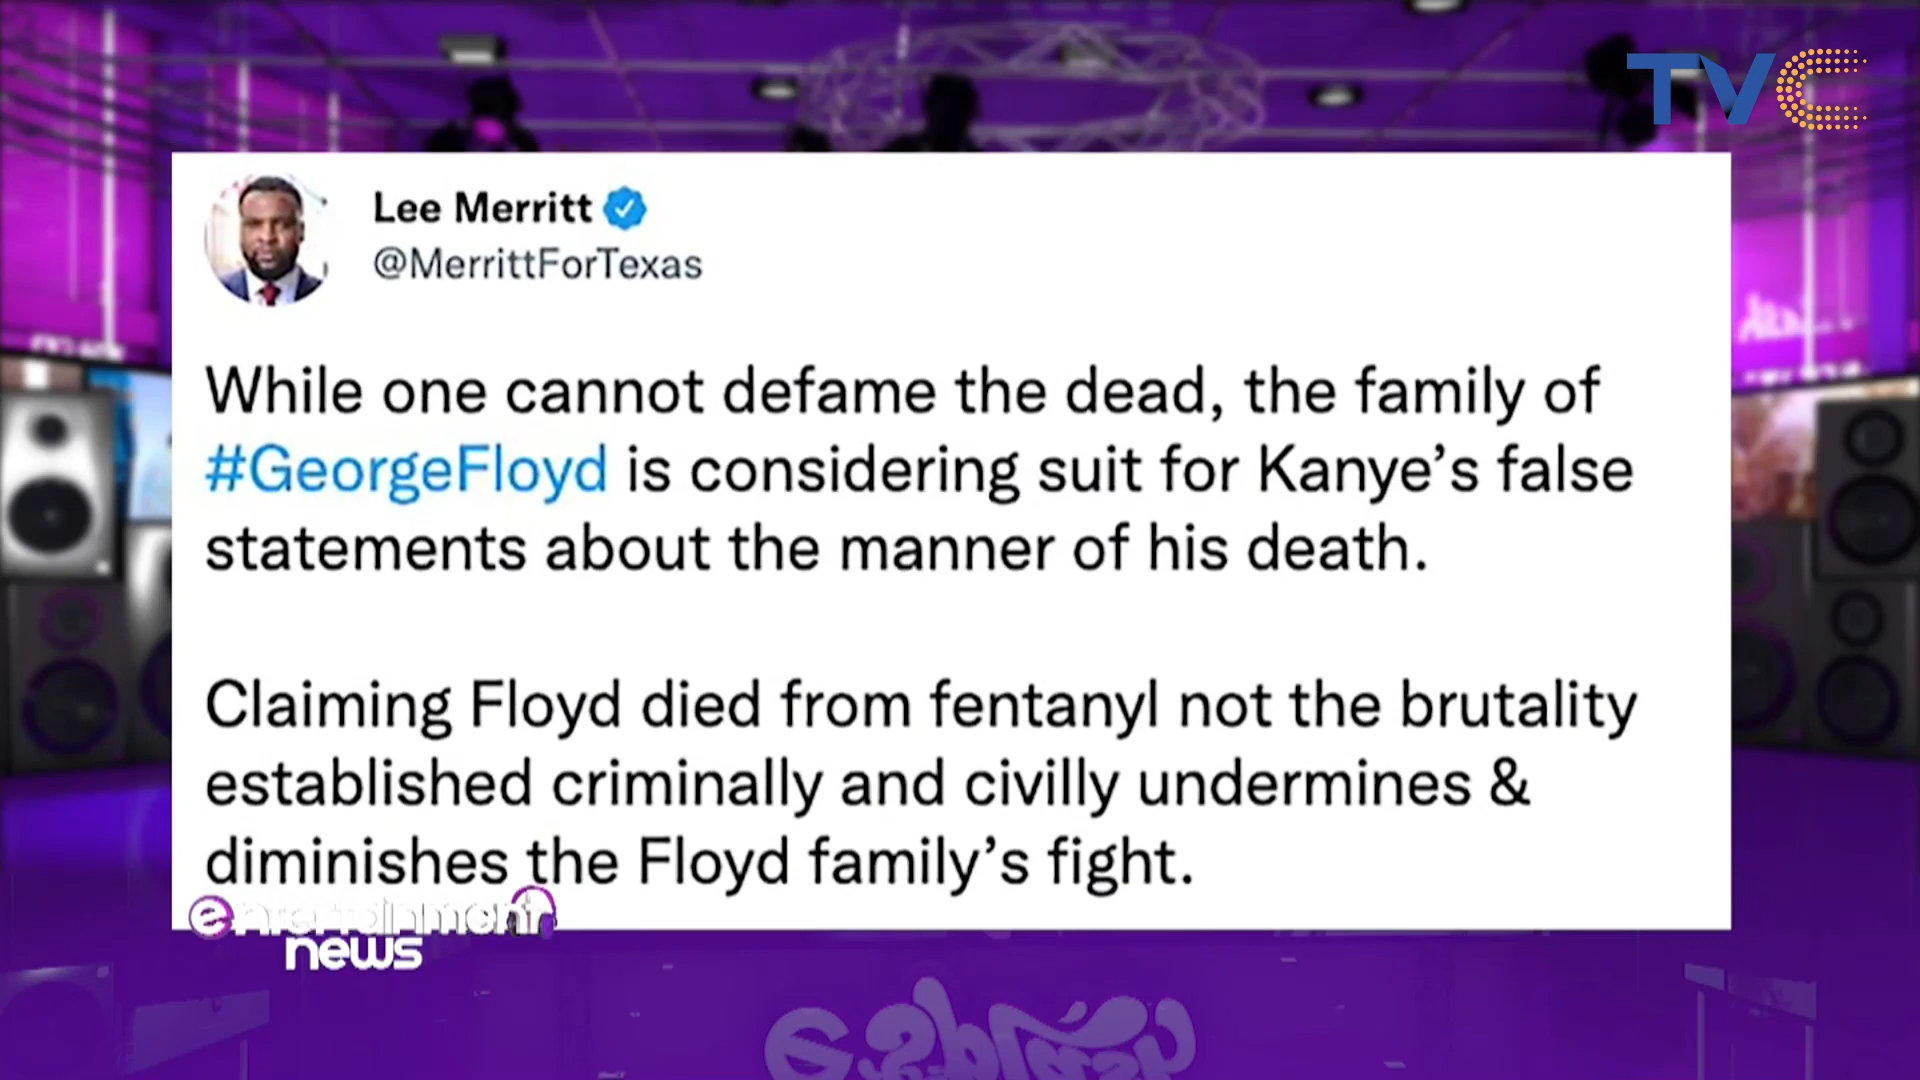 TVC
Lee Merritt
@MerrittForTexas
While one cannot defame the dead, the family of
#GeorgeFloyd is considering suit for Kanye’s false
statements about the manner of his death.
Claiming Floyd died from fentanyl not the brutality
established criminally and civilly undermines &
diminishes the Floyd family’s fight.
entertainment
news